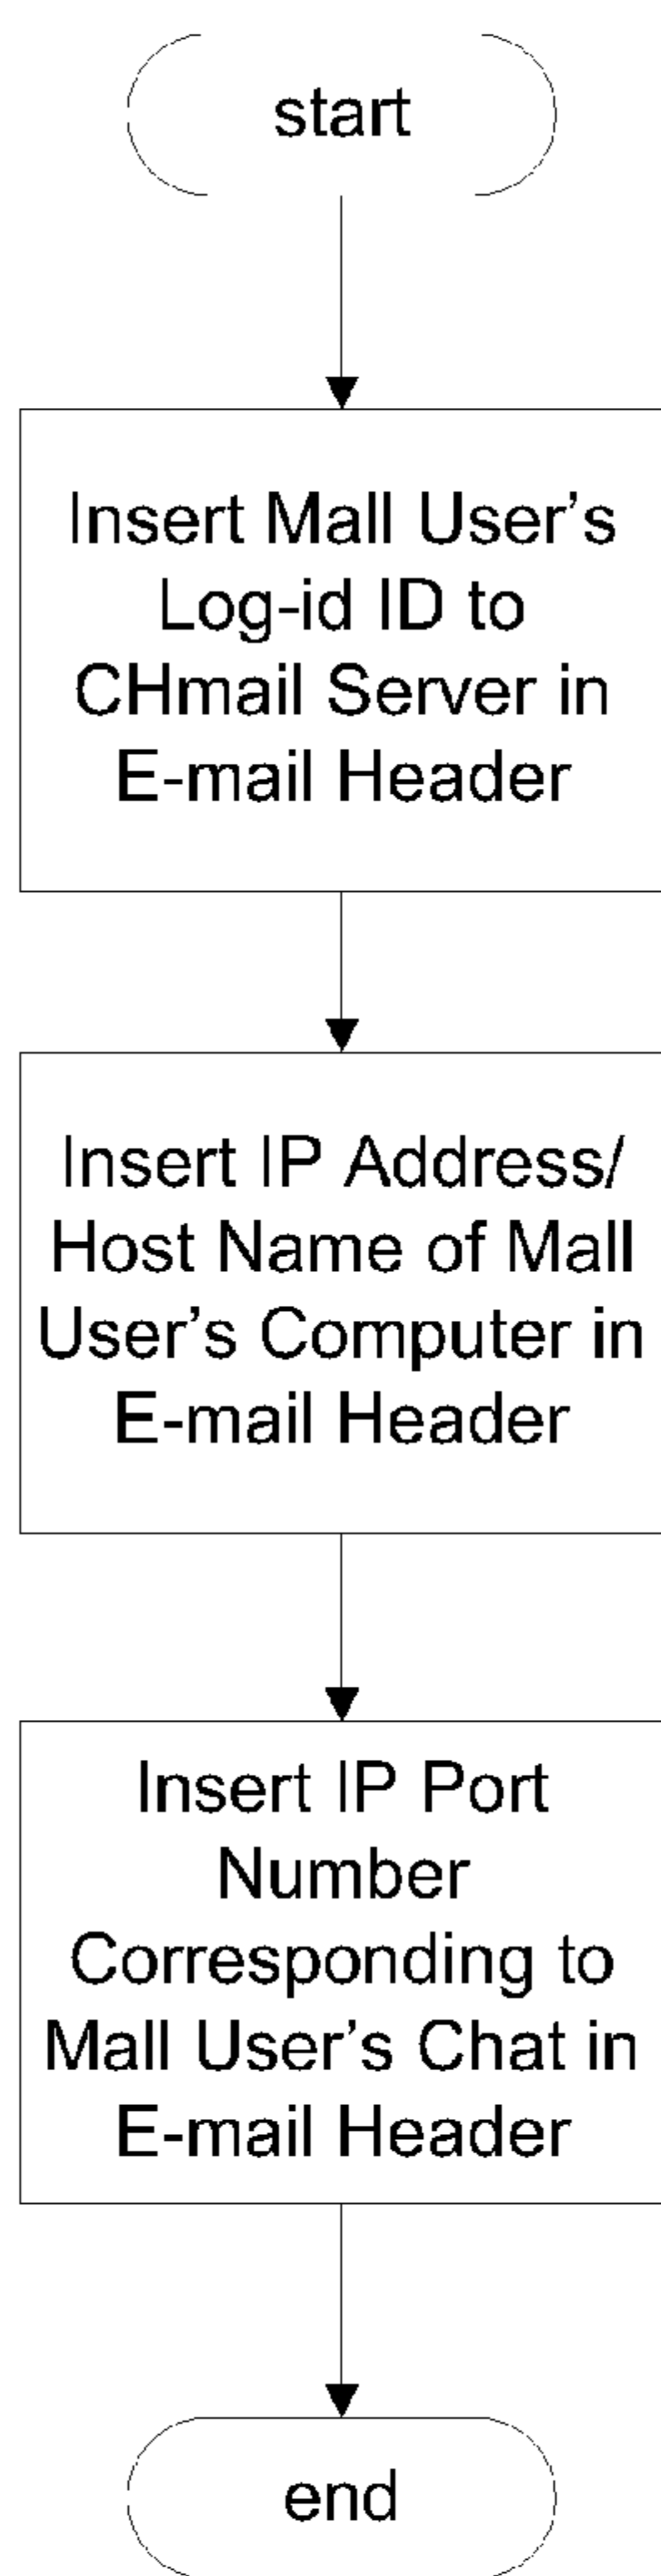 start
Insert Mall User's
Log-id ID to
CHmail Server in
E-mail Header
Insert IP Address/
Host Name of Mall
User's Computer in
E-mail Header
Insert IP Port
Number
Corresponding to
Mall User's Chat in
E-mail Header
end